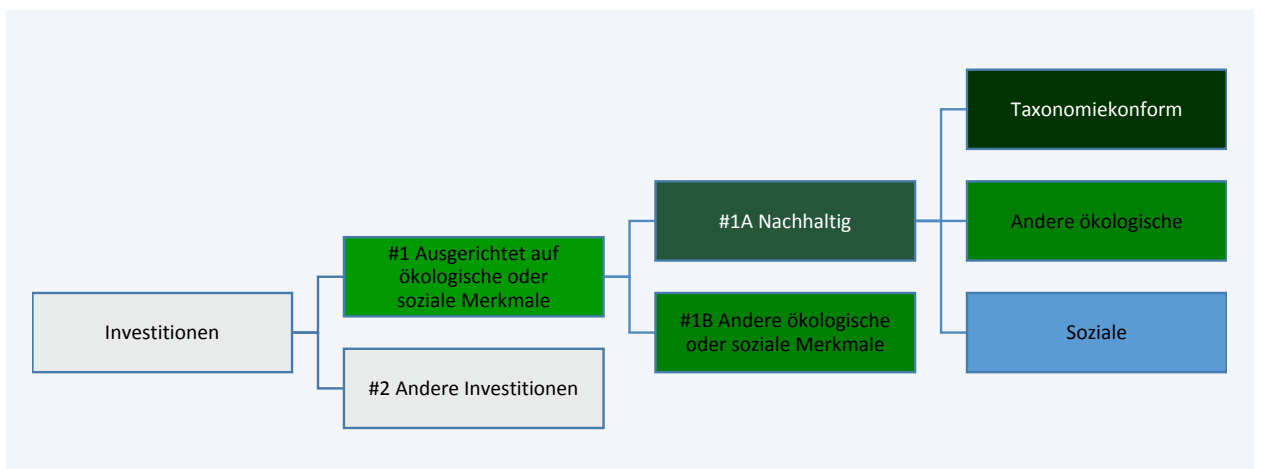 Investitionen
#1 Ausgerichtet auf
ökologische oder
soziale Merkmale
#2 Andere Investitionen
#1A Nachhaltig
#1B Andere ökologische
oder soziale Merkmale
Taxonomiekonform
Andere ökologische
Soziale